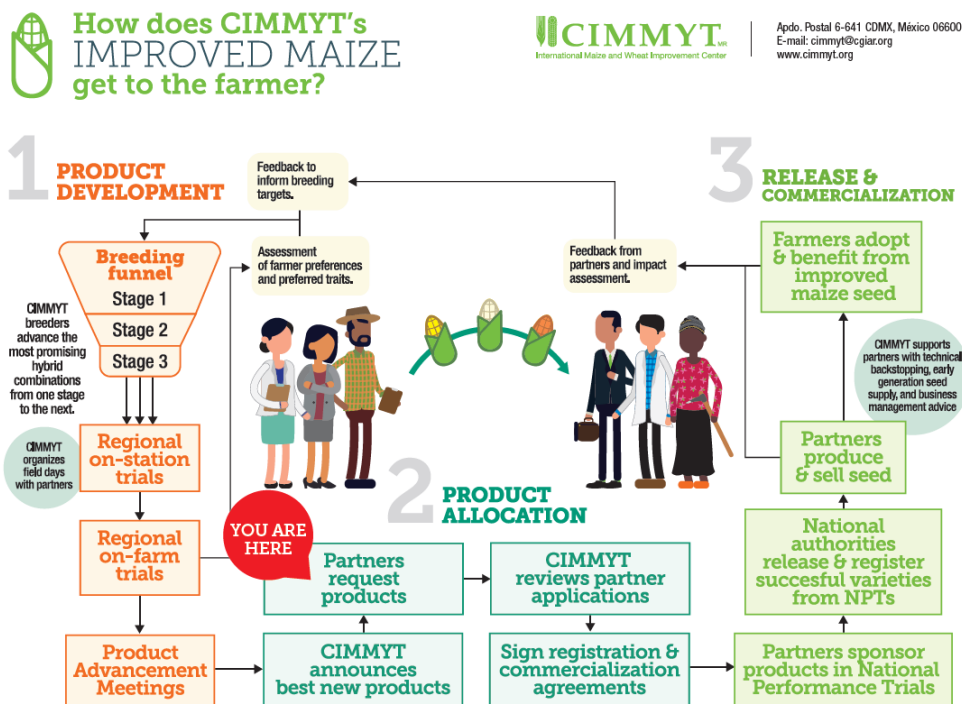 How does CIMMYT's
IMPROVED MAIZE
get to the farmer?
CIMMYT MR
International Maize and Wheat Improvement Center
Apdo. Postal 6-641 CDMX, México 06600
E-mail: cimmyt@cgiar.org
www.cimmyt.org
1
PRODUCT
DEVELOPMENT
Feedback to
inform breeding
targets.
Assessment
of farmer preferences
and preferred traits.
Breeding
funnel
Stage 1
Stage 2
Stage 3
CIMMYT
breeders
advance the
most promising
hybrid
combinations
from one stage
to the next.
CIMMYT
organizes
field days
with partners
Regional
on-station
trials
Regional
on-farm
trials
Product
Advancement
Meetings
2
PRODUCT
ALLOCATION
YOU ARE
HERE
CIMMYT
announces
best new products
Partners
request
products
CIMMYT
reviews partner
applications
Sign registration &
commercialization
agreements
3
RELEASE &
COMMERCIALIZATION
Partners sponsor
products in National
Performance Trials
National
authorities
release & register
succesful varieties
from NPTs
Partners
produce
& sell seed
CIMMYT supports
partners with technical
backstopping, early
generation seed
supply, and business
management advice
Farmers adopt
& benefit from
improved
maize seed
Feedback from
partners and impact
assessment.